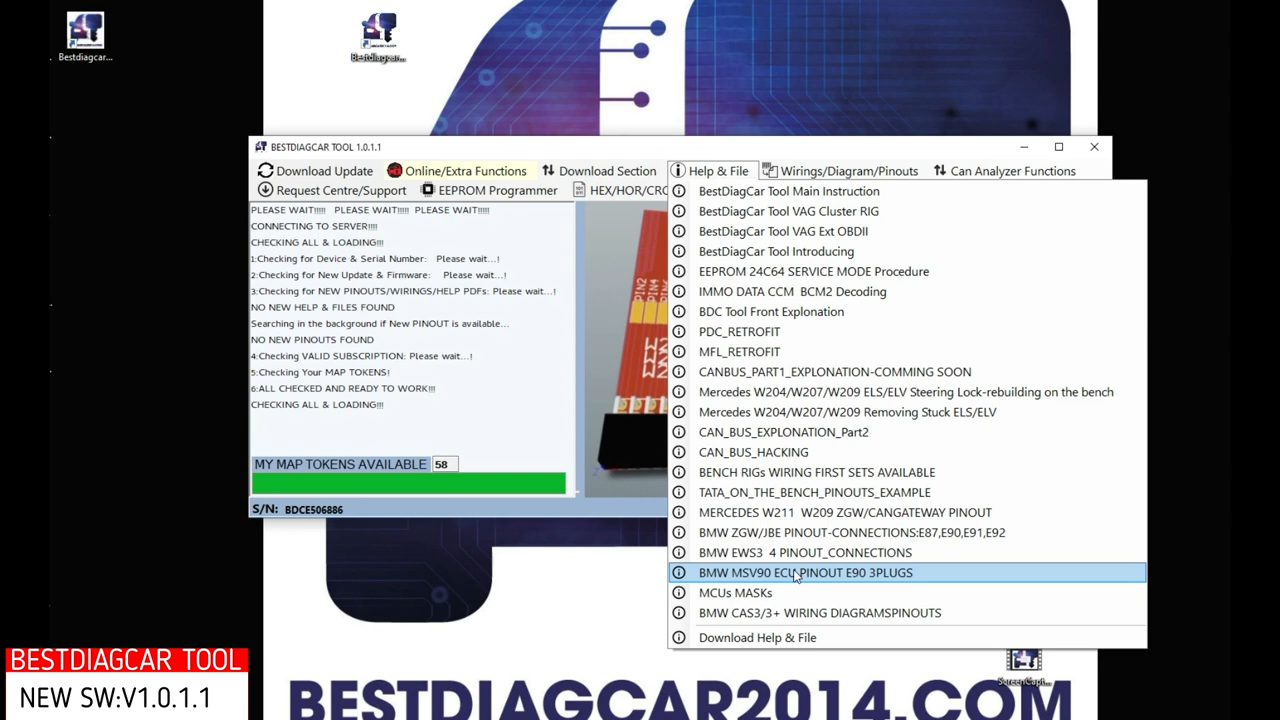 Bestdiagcar...
Bestdiagcar...
BESTDIAGCAR TOOL 1.0.1.1
Download Update
Online/Extra Functions
Download Section
Help & File
Wirings/Diagram/Pinouts
Can Analyzer Functions
Request Centre/Support
EEPROM Programmer
HEX/HOR/CRC
PLEASE WAIT!!!!! PLEASE WAIT!!!!! PLEASE WAIT!!!!!
CONNECTING TO SERVER!!!!
CHECKING ALL & LOADING!!!
1:Checking for Device & Serial Number: Please wait...!
2:Checking for New Update & Firmware: Please wait...!
3:Checking for NEW PINOUTS/WIRINGS/HELP PDFs: Please wait...!
NO NEW HELP & FILES FOUND
Searching in the background if New PINOUT is available...
NO NEW PINOUTS FOUND
4:Checking VALID SUBSCRIPTION: Please wait...!
5:Checking Your MAP TOKENS!
6:ALL CHECKED AND READY TO WORK!!!
CHECKING ALL & LOADING!!!
MY MAP TOKENS AVAILABLE 58
S/N: BDCE506886
PIN2
PIN4
BestDiagCar Tool Main Instruction
BestDiagCar Tool VAG Cluster RIG
BestDiagCar Tool VAG Ext OBDII
BestDiagCar Tool Introducing
EEPROM 24C64 SERVICE MODE Procedure
IMMO DATA CCM BCM2 Decoding
BDC Tool Front Explonation
PDC_RETROFIT
MFL_RETROFIT
CANBUS_PART1_EXPLONATION-COMMING SOON
Mercedes W204/W207/W209 ELS/ELV Steering Lock-rebuilding on the bench
Mercedes W204/W207/W209 Removing Stuck ELS/ELV
CAN_BUS_EXPLONATION_Part2
CAN_BUS_HACKING
BENCH RIGs WIRING FIRST SETS AVAILABLE
TATA_ON_THE_BENCH_PINOUTS_EXAMPLE
MERCEDES W211 W209 ZGW/CANGATEWAY PINOUT
BMW ZGW/JBE PINOUT-CONNECTIONS:E87,E90,E91,E92
BMW EWS3 4 PINOUT_CONNECTIONS
BMW MSV90 ECU PINOUT E90 3PLUGS
MCUs MASKs
BMW CAS3/3+ WIRING DIAGRAMSPINOUTS
Download Help & File
ScreenCapt...
BESTDIAGCAR TOOL
NEW SW:V1.0.1.1
BESTDIAGCAR2014.COM